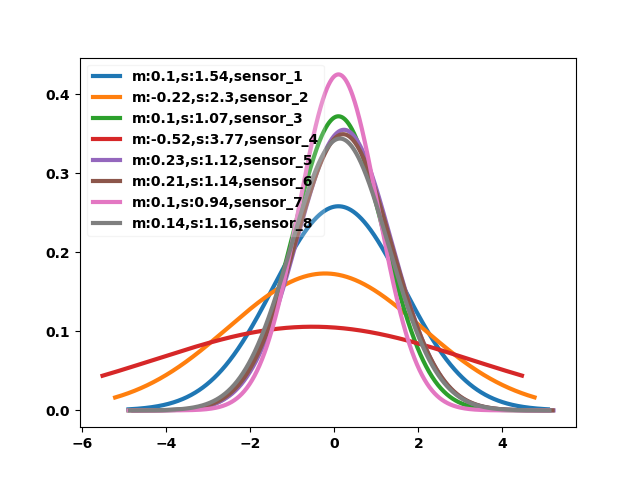 m:0.1,s:1.54,sensor_1
m:-0.22,s:2.3,sensor_2
m:0.1,s:1.07,sensor_3
m:-0.52,s:3.77,sensor_4
m:0.23,s:1.12,sensor_5
m:0.21,s:1.14,sensor_6
m:0.1,s:0.94,sensor_7
m:0.14,s:1.16,sensor_8
0.4
0.3
0.2
0.1
0.0
−6 −4 −2 0 2 4